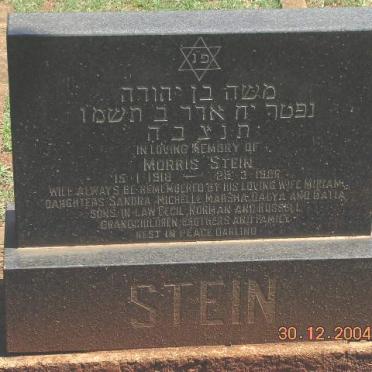 פ נ
משה בן יהודה
נפטר יח אדר ב תשמו
ת נ צ ב ה
IN LOVING MEMORY OF
MORRIS STEIN
WILL ALWAYS BE REMEMBERED BY HIS LOVING WIFE MIRIAM,
DAUGHTERS SANDRA, MICHELLE, MARSHA, DALYA AND BATIA
SONS-IN-LAW CECIL, NORMAN AND RUSSELL
GRANDCHILDREN BROTHERS AND FAMILY
REST IN PEACE DARLING
STEIN
30.12.2004